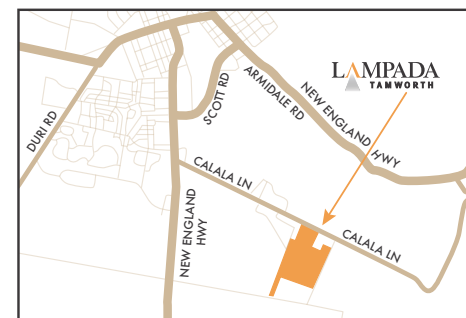 LAMPADA
TAMWORTH
DURI RD
SCOTT RD
ARMIDALE RD
NEW ENGLAND HWY
CALALA LN
NEW ENGLAND
HWY
CALALA LN